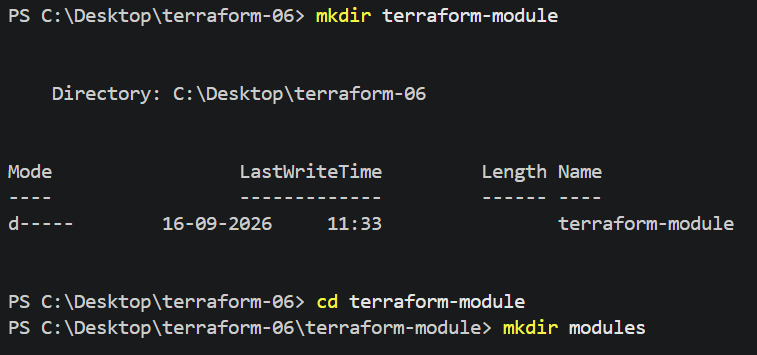 PS C:\Desktop\terraform-06> mkdir terraform-module
Directory: C:\Desktop\terraform-06
Mode LastWriteTime Length Name
---- ------------- ------ ----
d----- 16-09-2026 11:33 terraform-module
PS C:\Desktop\terraform-06> cd terraform-module
PS C:\Desktop\terraform-06\terraform-module> mkdir modules